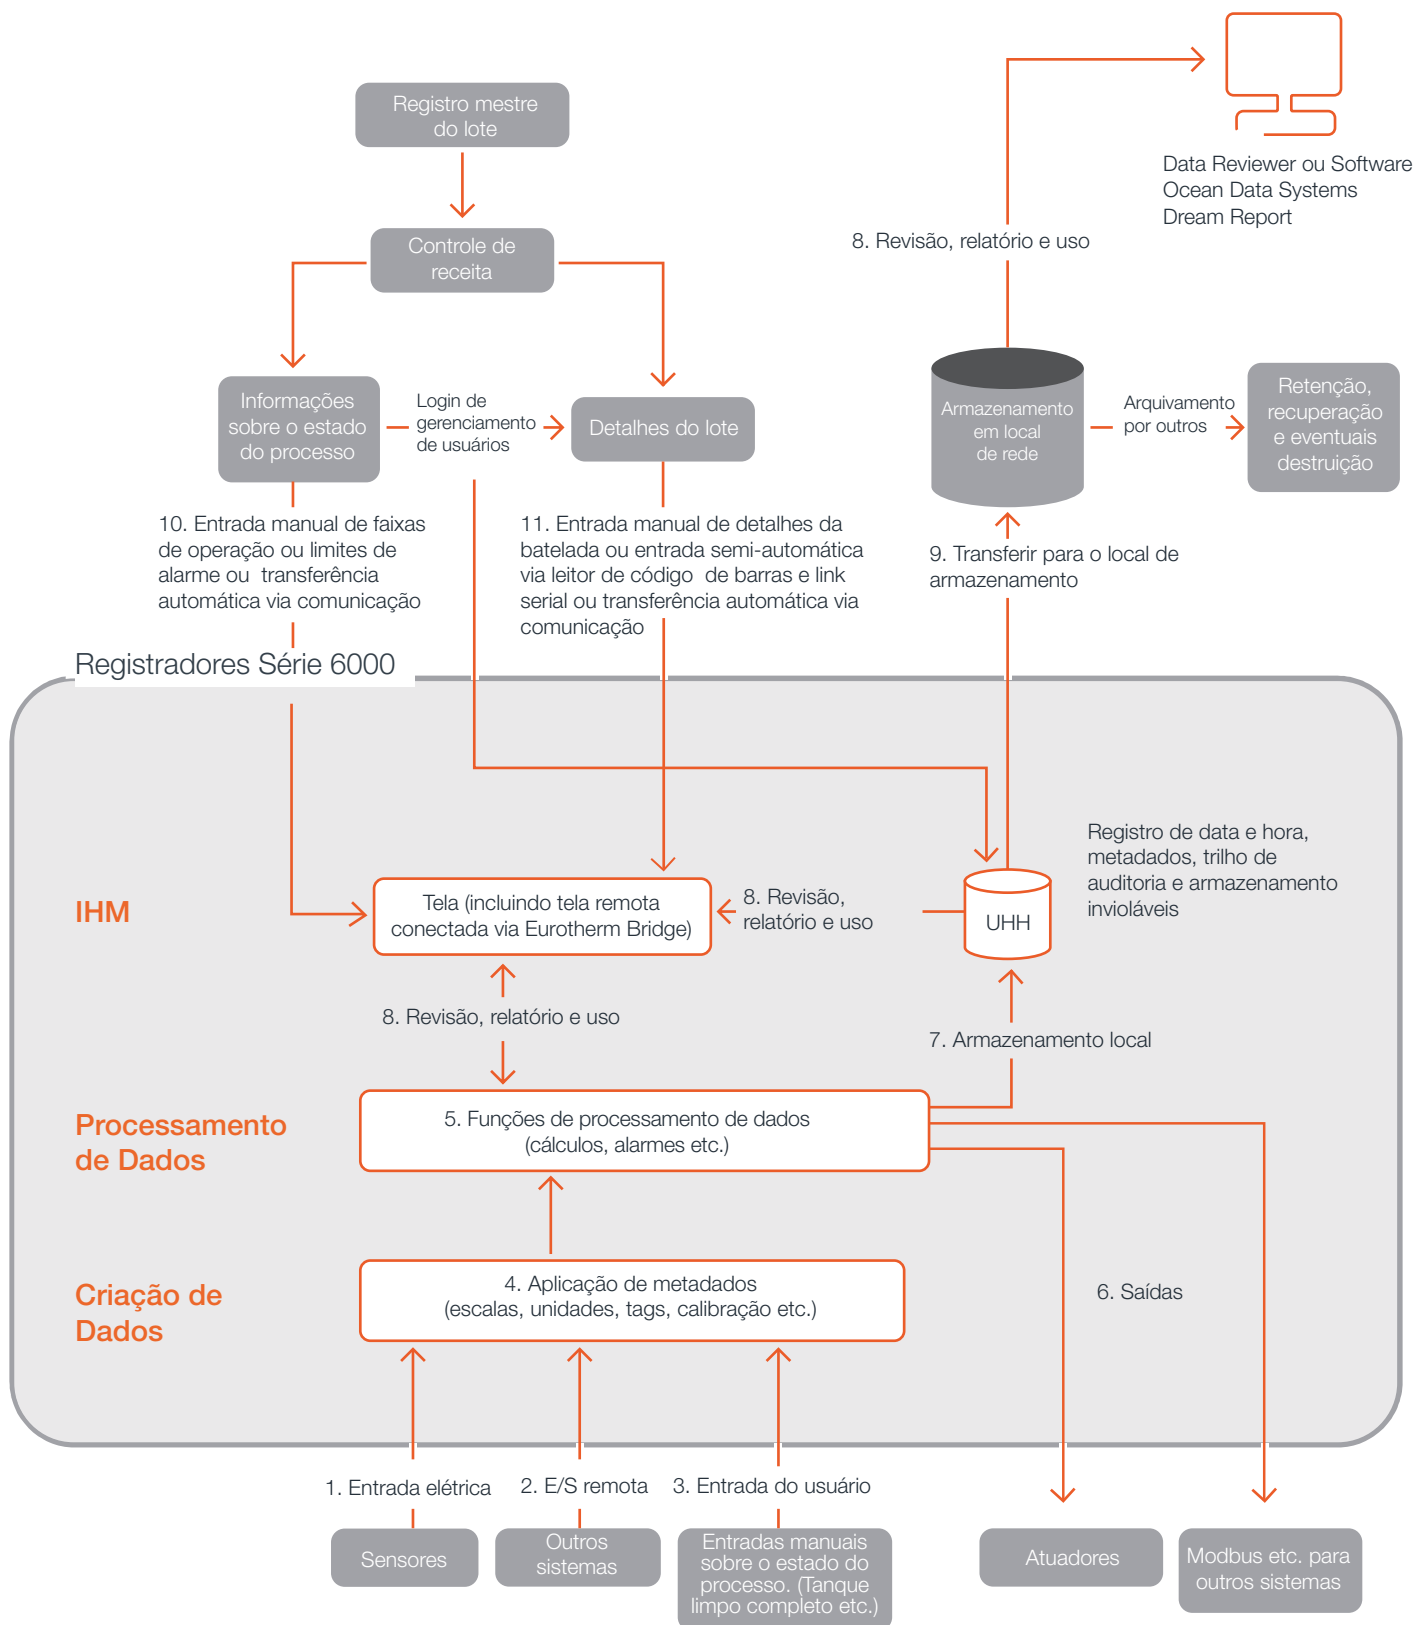 Registro mestre
do lote
Data Reviewer ou Software
Ocean Data Systems
Dream Report
Controle de
receita
8. Revisão, relatório e uso
Informações
sobre o estado
do processo
Login de
gerenciamento
de usuários
Detalhes do lote
Armazenamento
em local
de rede
Arquivamento
por outros
Retenção,
recuperação
e eventuais
destruição
10. Entrada manual de faixas
de operação ou limites de
alarme ou transferência
automática via comunicação
11. Entrada manual de detalhes da
batelada ou entrada semi-automática
via leitor de código de barras e link
serial ou transferência automática via
comunicação
9. Transferir para o local de
armazenamento
Registradores Série 6000
IHM
Tela (incluindo tela remota
conectada via Eurotherm Bridge)
8. Revisão,
relatório e uso
UHH
Registro de data e hora,
metadados, trilho de
auditoria e armazenamento
invioláveis
8. Revisão, relatório e uso
7. Armazenamento local
Processamento
de Dados
5. Funções de processamento de dados
(cálculos, alarmes etc.)
Criação de
Dados
4. Aplicação de metadados
(escalas, unidades, tags, calibração etc.)
6. Saídas
1. Entrada elétrica
2. E/S remota
3. Entrada do usuário
Sensores
Outros
sistemas
Entradas manuais
sobre o estado do
processo. (Tanque
limpo completo etc.)
Atuadores
Modbus etc. para
outros sistemas